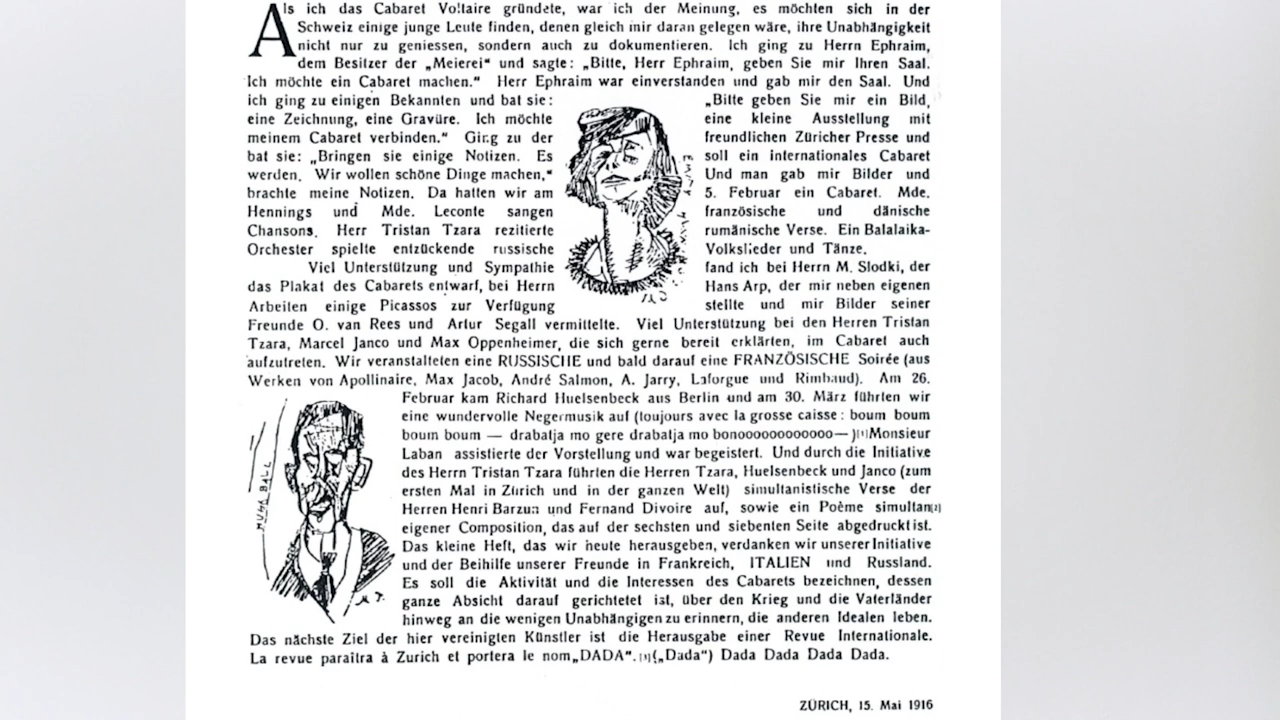 Als ich das Cabaret Voltaire gründete, war ich der Meinung, es möchten sich in der
Schweiz einige junge Leute finden, denen gleich mir daran gelegen wäre, ihre Unabhängigkeit
nicht nur zu geniessen, sondern auch zu dokumentieren. Ich ging zu Herrn Ephraim,
dem Besitzer der „Meierei“ und sagte: „Bitte, Herr Ephraim, geben Sie mir Ihren Saal.
Ich möchte ein Cabaret machen.“ Herr Ephraim war einverstanden und gab mir den Saal. Und
ich ging zu einigen Bekannten und bat sie: „Bitte geben Sie mir ein Bild,
eine Zeichnung, eine Gravüre. Ich möchte eine kleine Ausstellung mit
meinem Cabaret verbinden.“ Ging zu der freundlichen Züricher Presse und
bat sie: „Bringen sie einige Notizen. Es soll ein internationales Cabaret
werden. Wir wollen schöne Dinge machen,“ Und man gab mir Bilder und
brachte meine Notizen. Da hatten wir am 5. Februar ein Cabaret. Mde.
Hennings und Mde. Leconte sangen französische und dänische
Chansons. Herr Tristan Tzara rezitierte rumänische Verse. Ein Balalaika-
Orchester spielte entzückende russische Volkslieder und Tänze.
Viel Unterstützung und Sympathie fand ich bei Herrn M. Slodki, der
das Plakat des Cabarets entwarf, bei Herrn Hans Arp, der mir neben eigenen
Arbeiten einige Picassos zur Verfügung stellte und mir Bilder seiner
Freunde O. van Rees und Artur Segall vermittelte. Viel Unterstützung bei den Herren Tristan
Tzara, Marcel Janco und Max Oppenheimer, die sich gerne bereit erklärten, im Cabaret auch
aufzutreten. Wir veranstalteten eine RUSSISCHE und bald darauf eine FRANZÖSISCHE Soirée (aus
Werken von Apollinaire, Max Jacob, André Salmon, A. Jarry, Laforgue und Rimbaud). Am 26.
Februar kam Richard Huelsenbeck aus Berlin und am 30. März führten wir
eine wundervolle Negermusik auf (toujours avec la grosse caisse: boum boum
boum boum — drabatja mo gere drabatja mo bonooooooooooo—)[1] Monsieur
Laban assistierte der Vorstellung und war begeistert. Und durch die Initiative
des Herrn Tristan Tzara führten die Herren Tzara, Huelsenbeck und Janco (zum
ersten Mal in Zürich und in der ganzen Welt) simultanistische Verse der
Herren Henri Barzun und Fernand Divoire auf, sowie ein Poème simultan[2]
eigener Composition, das auf der sechsten und siebenten Seite abgedruckt ist.
Das kleine Heft, das wir heute herausgeben, verdanken wir unserer Initiative
und der Beihilfe unserer Freunde in Frankreich, ITALIEN und Russland.
Es soll die Aktivität und die Interessen des Cabarets bezeichnen, dessen
ganze Absicht darauf gerichtetet ist, über den Krieg und die Vaterländer
hinweg an die wenigen Unabhängigen zu erinnern, die anderen Idealen leben.
Das nächste Ziel der hier vereinigten Künstler ist die Herausgabe einer Revue Internationale.
La revue paraîtra à Zurich et portera le nom „DADA“. [3] („Dada“) Dada Dada Dada Dada.
ZÜRICH, 15. Mai 1916
HUGO BALL
M J.
M J